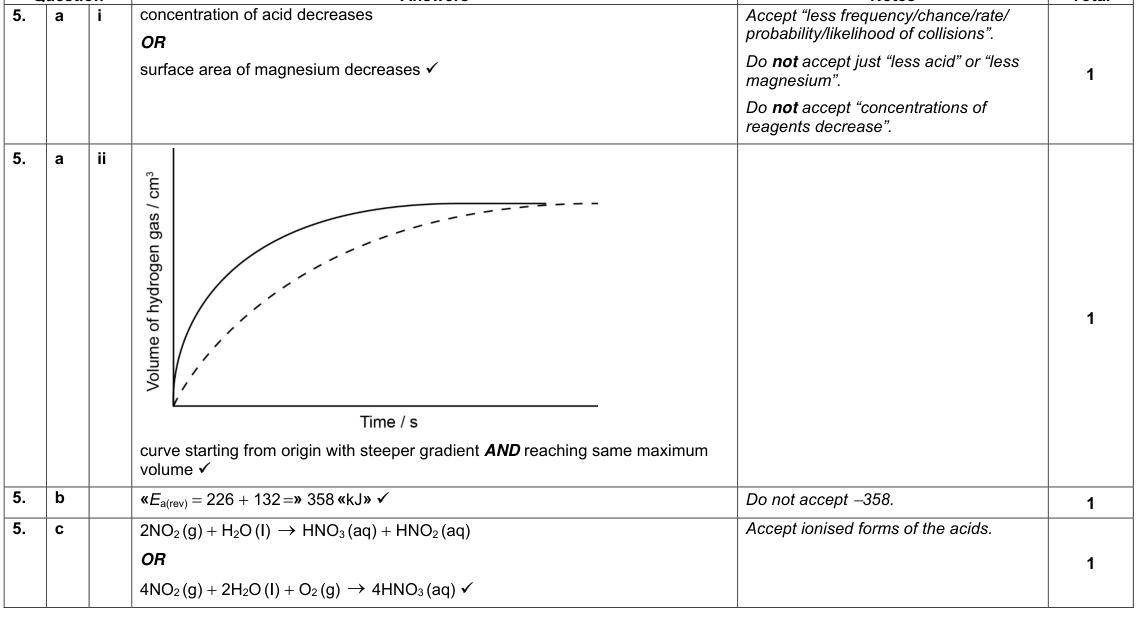 5. a i
concentration of acid decreases
OR
surface area of magnesium decreases ✓
Accept “less frequency/chance/rate/
probability/likelihood of collisions”.
Do not accept just “less acid” or “less
magnesium”.
Do not accept “concentrations of
reagents decrease”.
1
5. a ii
Volume of hydrogen gas / cm³
Time / s
curve starting from origin with steeper gradient AND reaching same maximum
volume ✓
1
5. b
«Ea(rev) = 226 + 132=» 358 «kJ» ✓
Do not accept –358.
1
5. c
2NO₂ (g) + H₂O (l) → HNO₃ (aq) + HNO₂ (aq)
OR
4NO₂ (g) + 2H₂O (l) + O₂ (g) → 4HNO₃ (aq) ✓
Accept ionised forms of the acids.
1